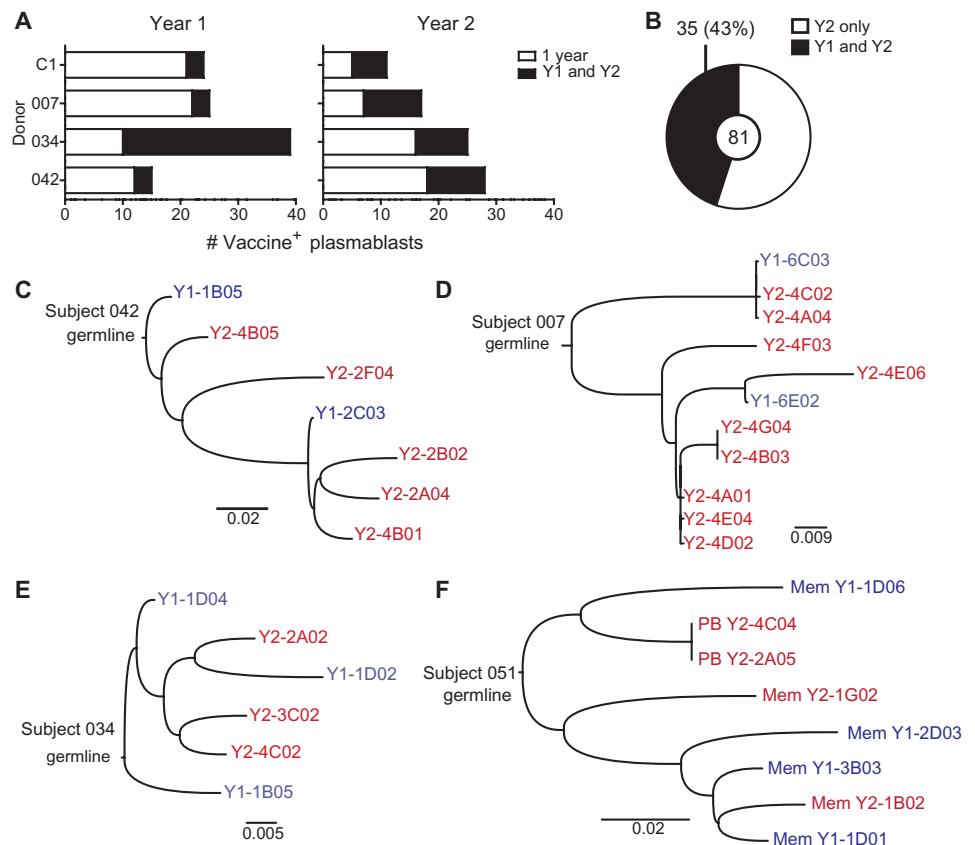 A
Year 1
Year 2
1 year
Y1 and Y2
Donor
C1
007
034
042
0
10
20
30
40
0
10
20
30
40
# Vaccine+ plasmablasts
B
35 (43%)
Y2 only
Y1 and Y2
81
C
Subject 042
germline
Y1-1B05
Y2-4B05
Y2-2F04
Y1-2C03
Y2-2B02
Y2-2A04
Y2-4B01
0.02
D
Subject 007
germline
Y1-6C03
Y2-4C02
Y2-4A04
Y2-4F03
Y2-4E06
Y1-6E02
Y2-4G04
Y2-4B03
Y2-4A01
Y2-4E04
Y2-4D02
0.009
E
Subject 034
germline
Y1-1D04
Y2-2A02
Y1-1D02
Y2-3C02
Y2-4C02
Y1-1B05
0.005
F
Subject 051
germline
Mem Y1-1D06
PB Y2-4C04
PB Y2-2A05
Mem Y2-1G02
Mem Y1-2D03
Mem Y1-3B03
Mem Y2-1B02
Mem Y1-1D01
0.02